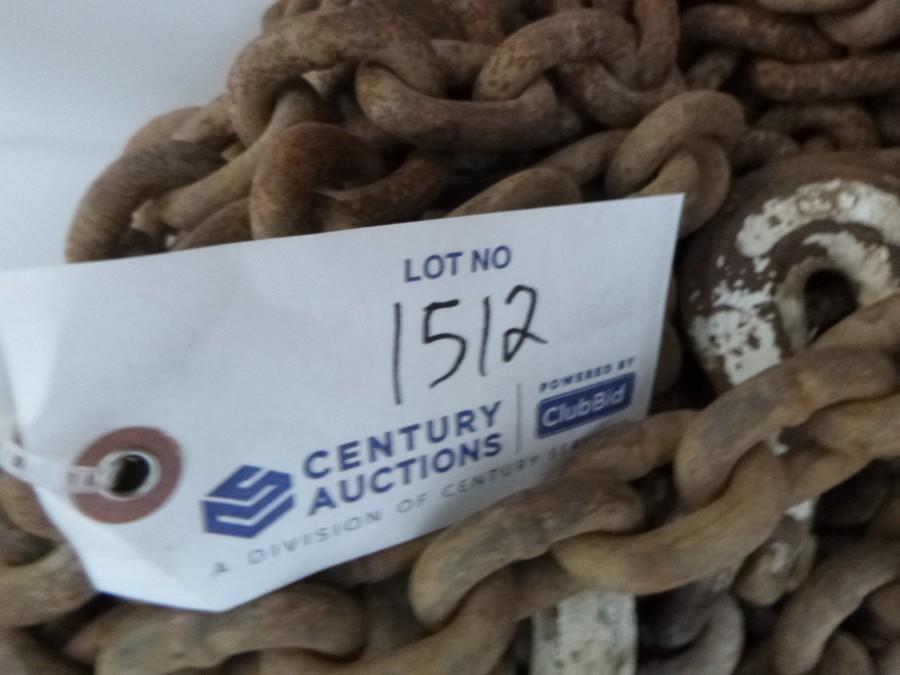 LOT NO
1512
CENTURY
AUCTIONS
POWERED BY
ClubBid
A DIVISION OF CENTURY